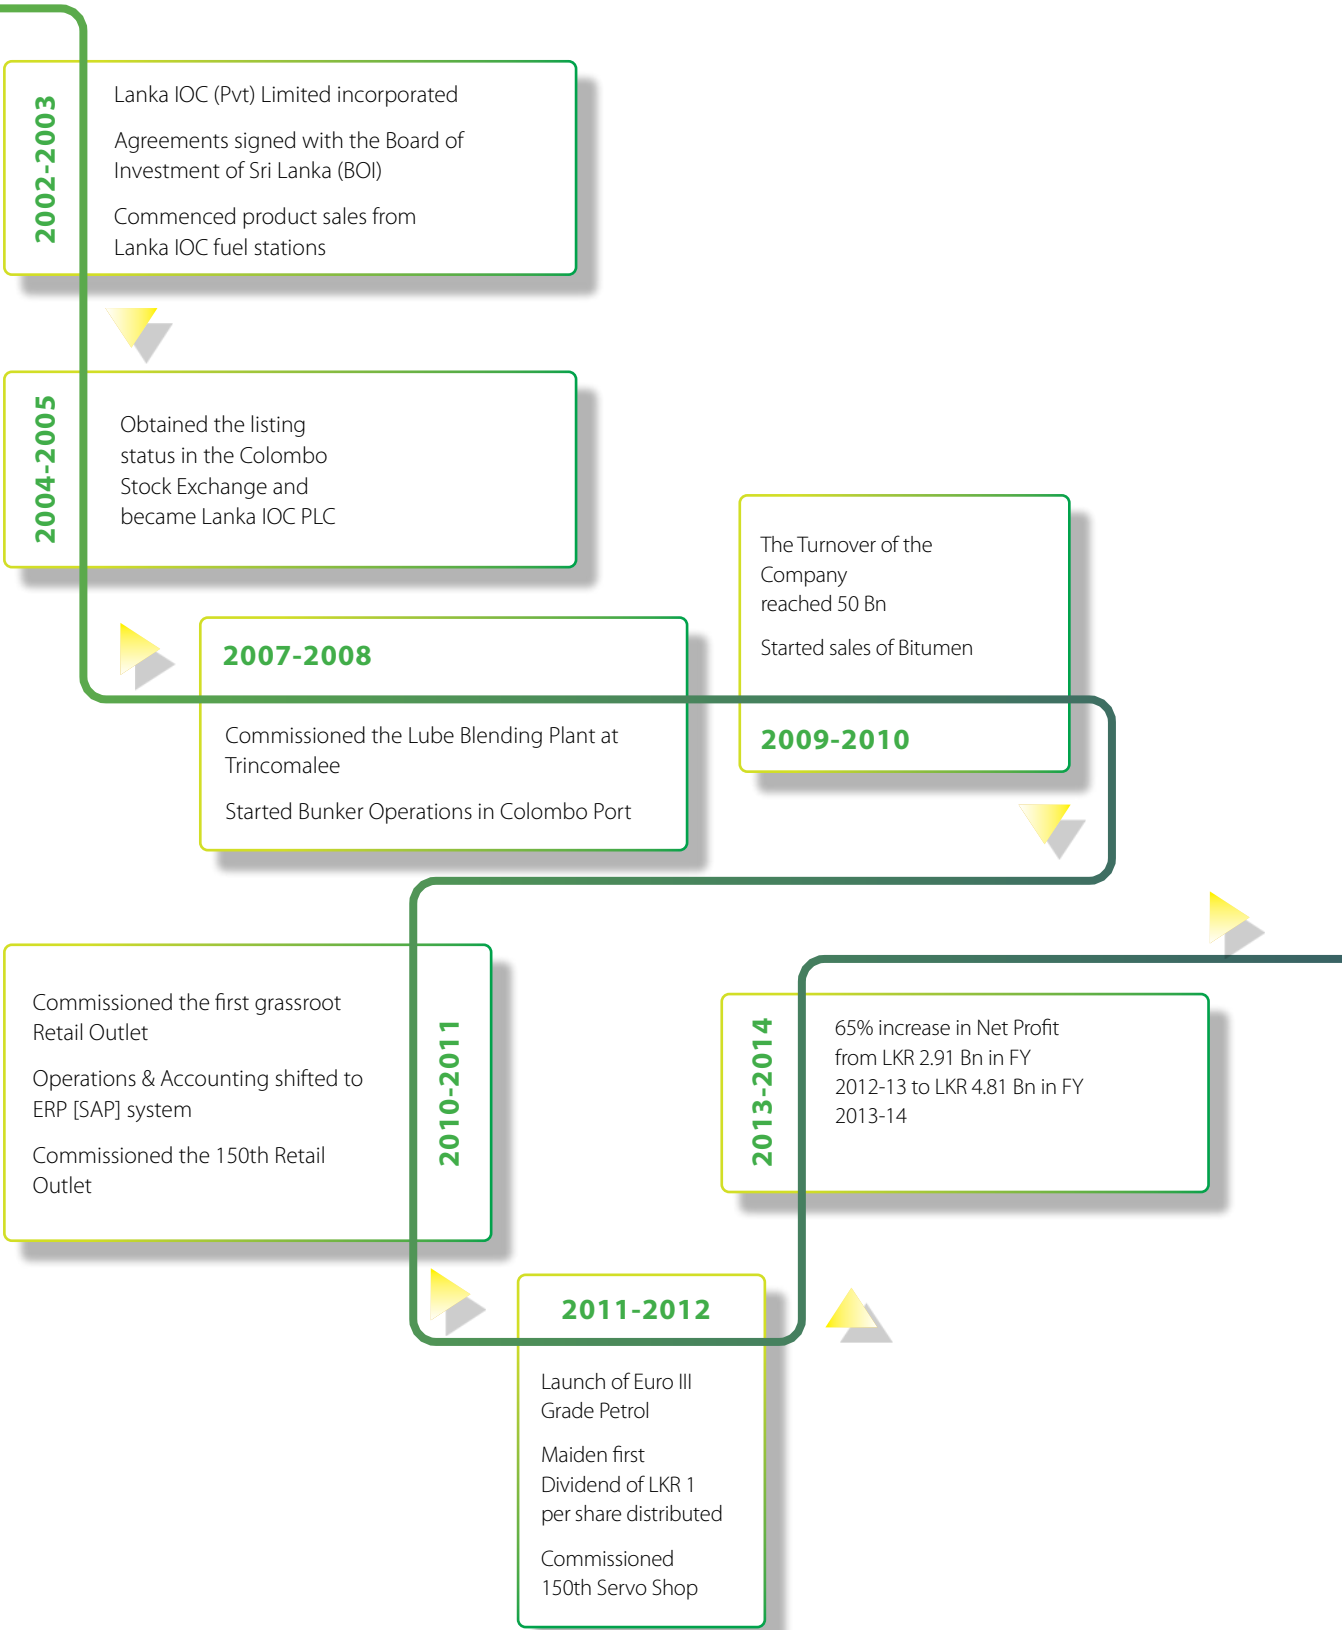 2002-2003
Lanka IOC (Pvt) Limited incorporated
Agreements signed with the Board of
Investment of Sri Lanka (BOI)
Commenced product sales from
Lanka IOC fuel stations
2004-2005
Obtained the listing
status in the Colombo
Stock Exchange and
became Lanka IOC PLC
2007-2008
Commissioned the Lube Blending Plant at
Trincomalee
Started Bunker Operations in Colombo Port
The Turnover of the
Company
reached 50 Bn
Started sales of Bitumen
2009-2010
Commissioned the first grassroot
Retail Outlet
Operations & Accounting shifted to
ERP [SAP] system
Commissioned the 150th Retail
Outlet
2010-2011
2011-2012
Launch of Euro III
Grade Petrol
Maiden first
Dividend of LKR 1
per share distributed
Commissioned
150th Servo Shop
2013-2014
65% increase in Net Profit
from LKR 2.91 Bn in FY
2012-13 to LKR 4.81 Bn in FY
2013-14